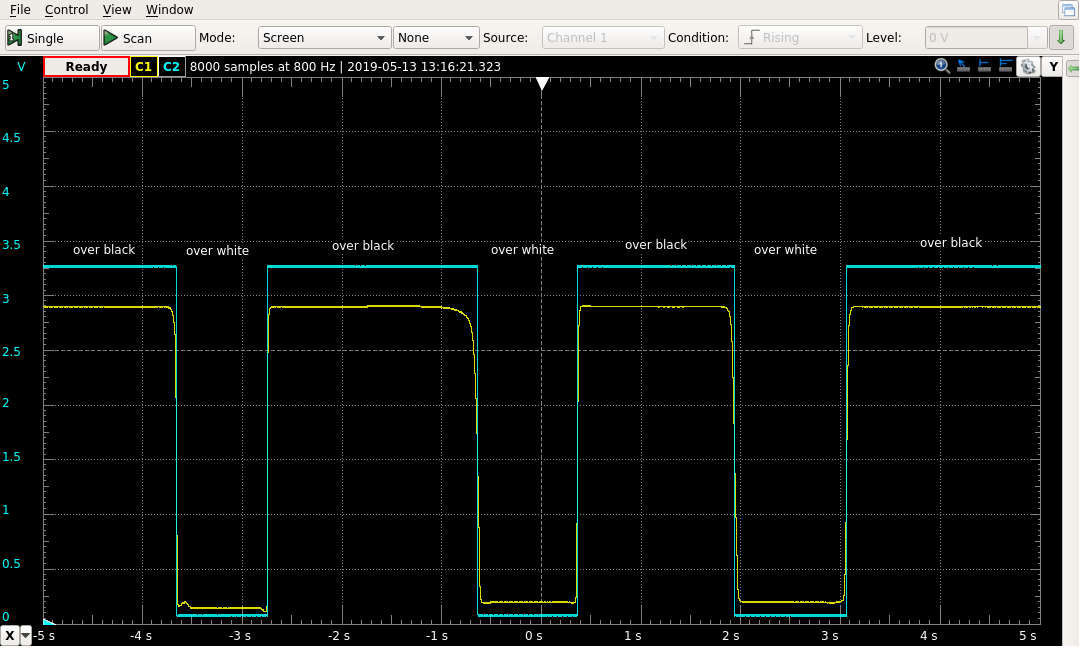 File Control View Window
Single Scan Mode: Screen None Source: Channel 1 Condition: Rising Level: 0 V
V Ready C1 C2 8000 samples at 800 Hz | 2019-05-13 13:16:21.323 Y
5
4.5
4
3.5
over black over white over black over white over black over white over black
3
2.5
2
1.5
1
0.5
0
X -5 s -4 s -3 s -2 s -1 s 0 s 1 s 2 s 3 s 4 s 5 s